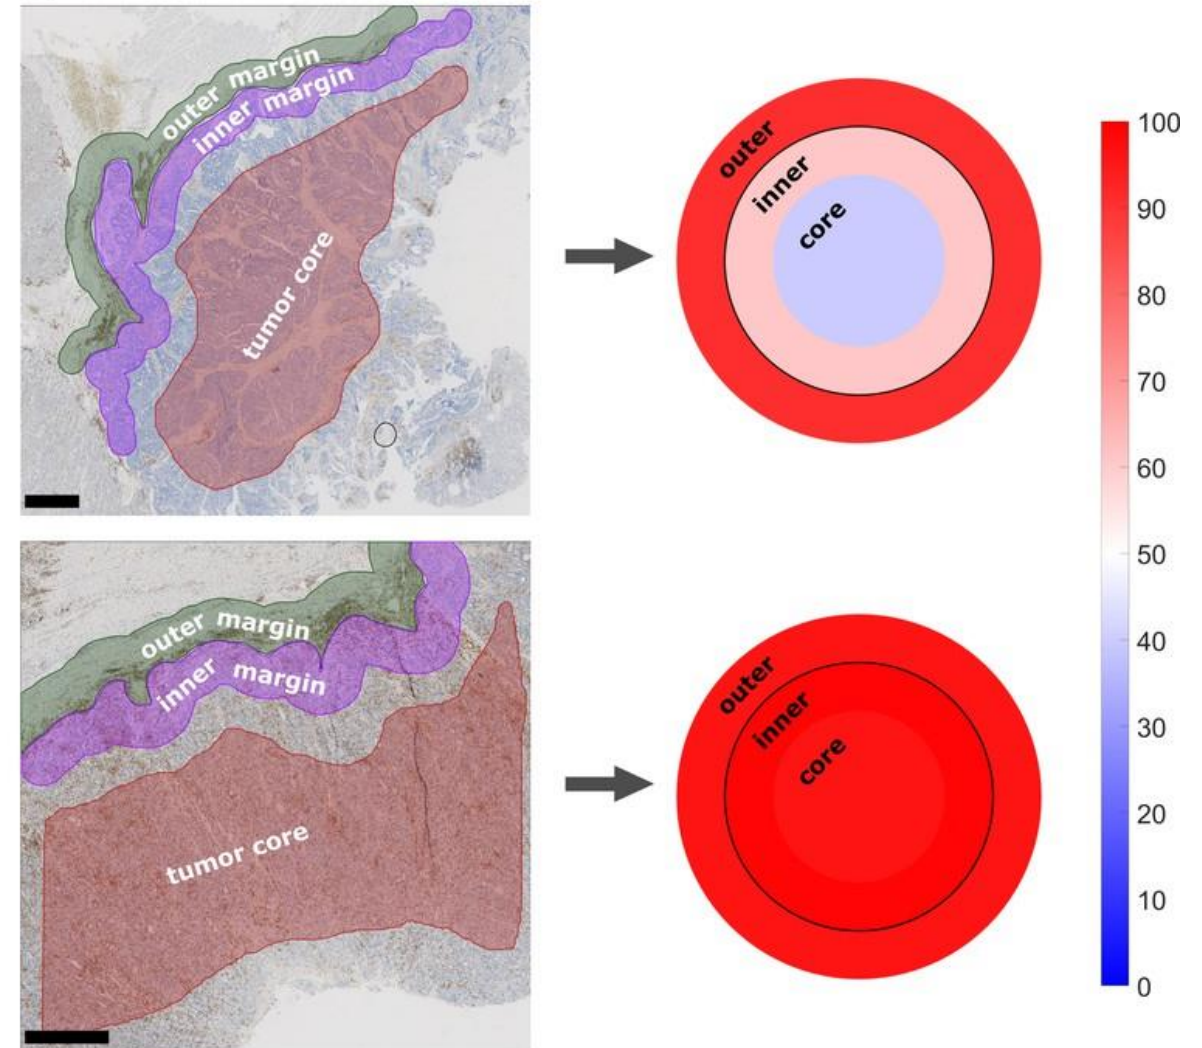 outer margin
inner margin
tumor core
outer
inner
core
outer margin
inner margin
tumor core
outer
inner
core
100
90
80
70
60
50
40
30
20
10
0